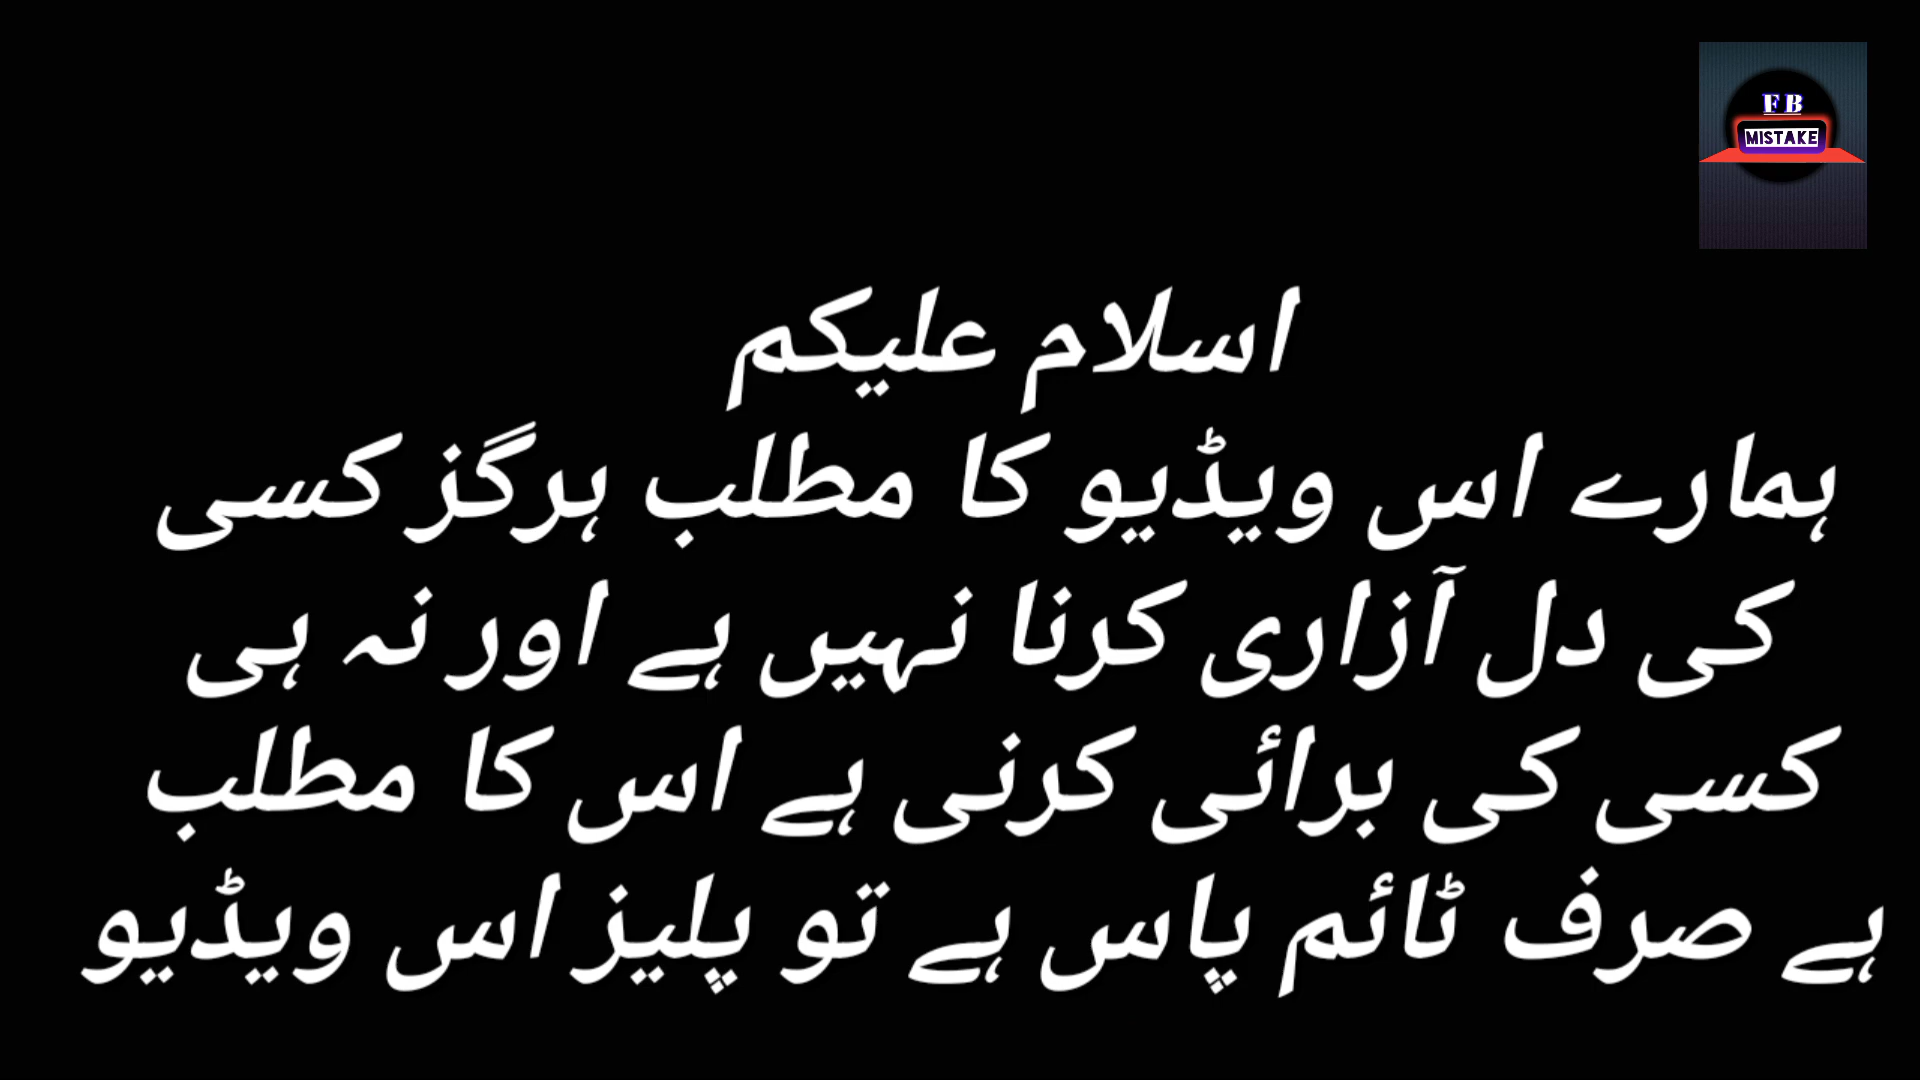 FB
MISTAKE
اسلام علیکم
ہمارے اس ویڈیو کا مطلب ہرگز کسی
کی دل آزاری کرنا نہیں ہے اور نہ ہی
کسی کی برائی کرنی ہے اس کا مطلب
ہے صرف ٹائم پاس ہے تو پلیز اس ویڈیو